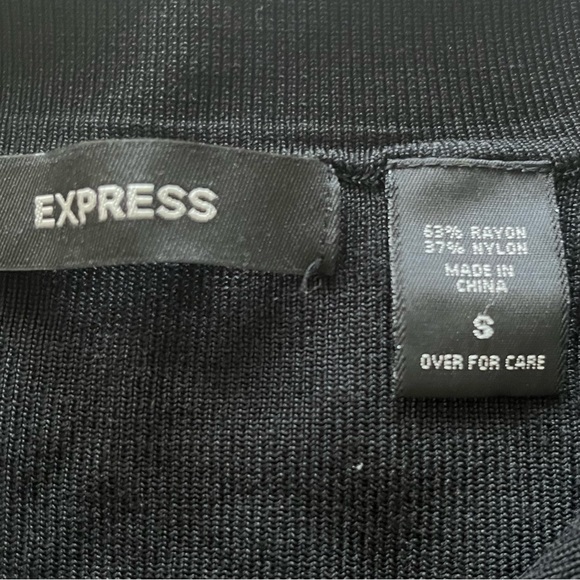 EXPRESS
63% RAYON
37% NYLON
MADE IN
CHINA
S
OVER FOR CARE